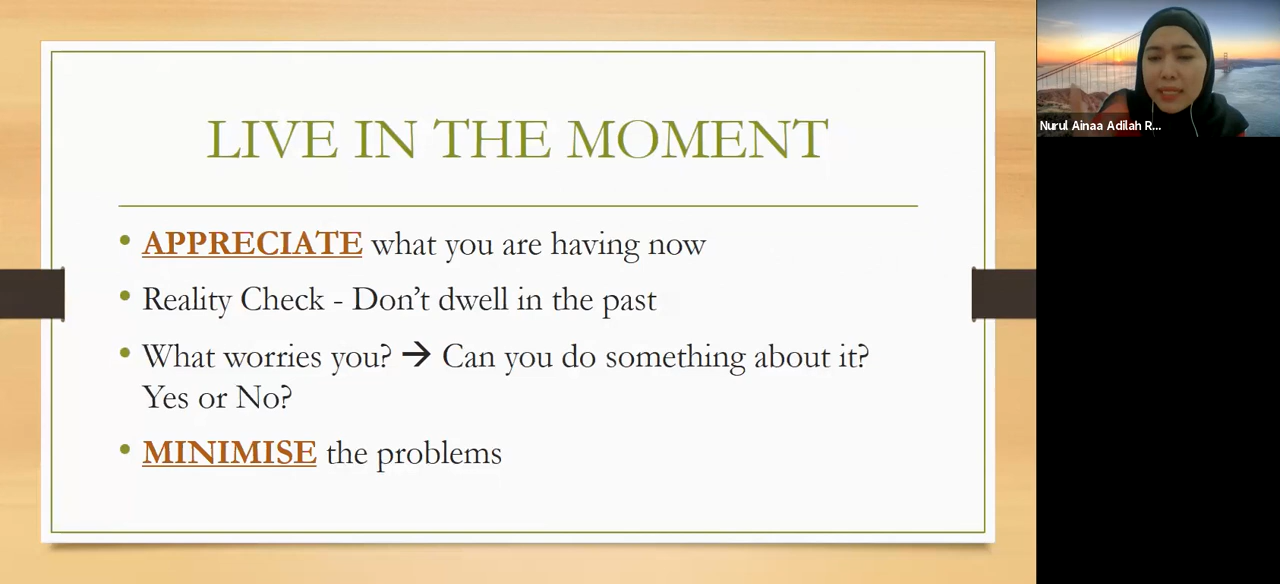 LIVE IN THE MOMENT
• APPRECIATE what you are having now
• Reality Check - Don’t dwell in the past
• What worries you? → Can you do something about it?
Yes or No?
• MINIMISE the problems
Nurul Ainaa Adilah R...